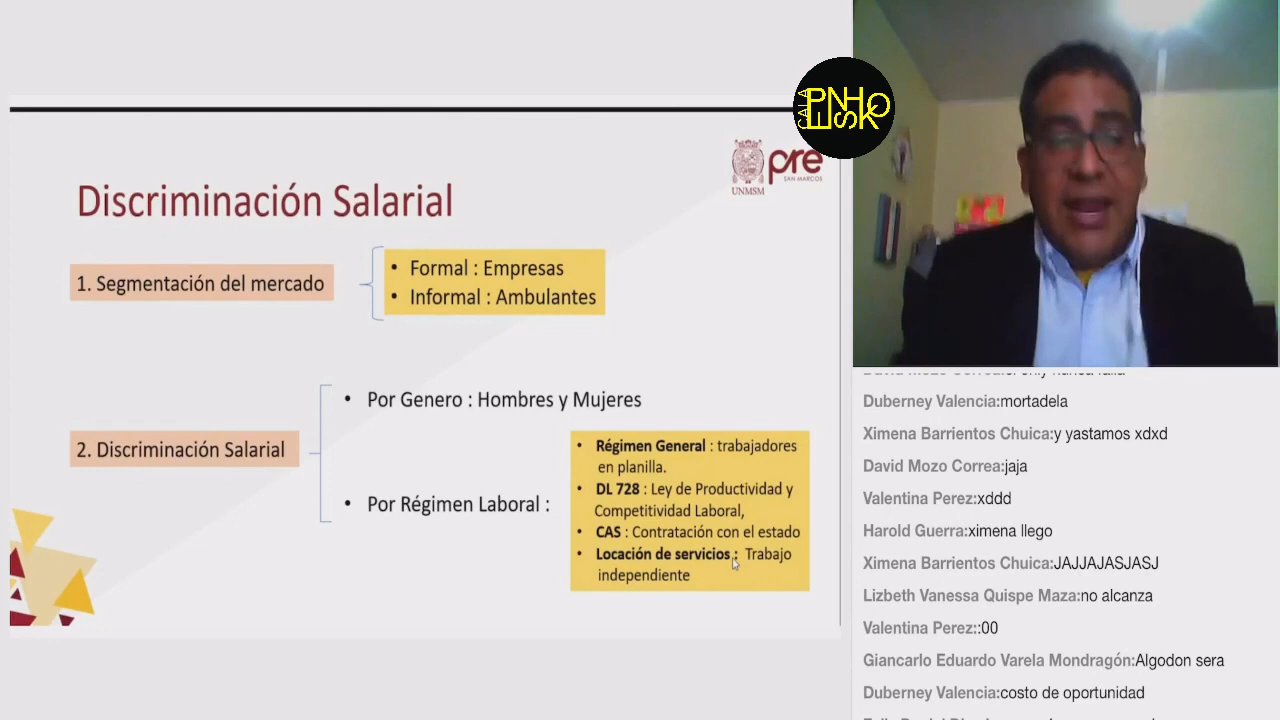 CALA
PNHO
ESK
pre
SAN MARCOS
UNMSM
Discriminación Salarial
1. Segmentación del mercado
• Formal : Empresas
• Informal : Ambulantes
2. Discriminación Salarial
• Por Genero : Hombres y Mujeres
• Por Régimen Laboral :
• Régimen General : trabajadores
en planilla.
• DL 728 : Ley de Productividad y
Competitividad Laboral,
• CAS : Contratación con el estado
• Locación de servicios : Trabajo
independiente
Duberney Valencia:mortadela
Ximena Barrientos Chuica:y yastamos xdxd
David Mozo Correa:jaja
Valentina Perez:xddd
Harold Guerra:ximena llego
Ximena Barrientos Chuica:JAJJAJASJASJ
Lizbeth Vanessa Quispe Maza:no alcanza
Valentina Perez::00
Giancarlo Eduardo Varela Mondragón:Algodon sera
Duberney Valencia:costo de oportunidad